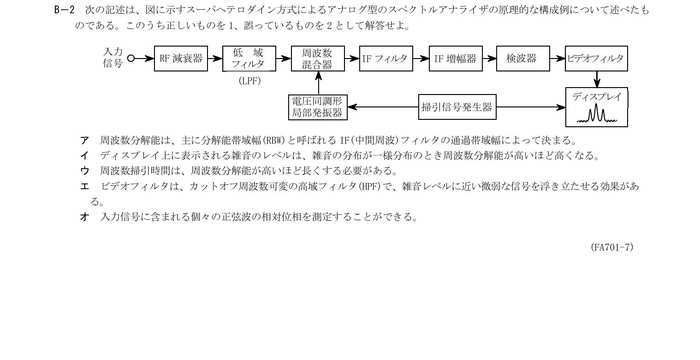 B－2　次の記述は、図に示すスーパヘテロダイン方式によるアナログ型のスペクトルアナライザの原理的な構成例について述べたも
のである。このうち正しいものを1、誤っているものを2として解答せよ。
入力
信号
RF減衰器
低　域
フィルタ
(LPF)
周波数
混合器
IFフィルタ
IF増幅器
検波器
ビデオフィルタ
電圧同調形
局部発振器
掃引信号発生器
ディスプレイ
ア　周波数分解能は、主に分解能帯域幅(RBW)と呼ばれるIF(中間周波)フィルタの通過帯域幅によって決まる。
イ　ディスプレイ上に表示される雑音のレベルは、雑音の分布が一様分布のとき周波数分解能が高いほど高くなる。
ウ　周波数掃引時間は、周波数分解能が高いほど長くする必要がある。
エ　ビデオフィルタは、カットオフ周波数可変の高域フィルタ(HPF)で、雑音レベルに近い微弱な信号を浮き立たせる効果があ
る。
オ　入力信号に含まれる個々の正弦波の相対位相を測定することができる。
(FA701-7)